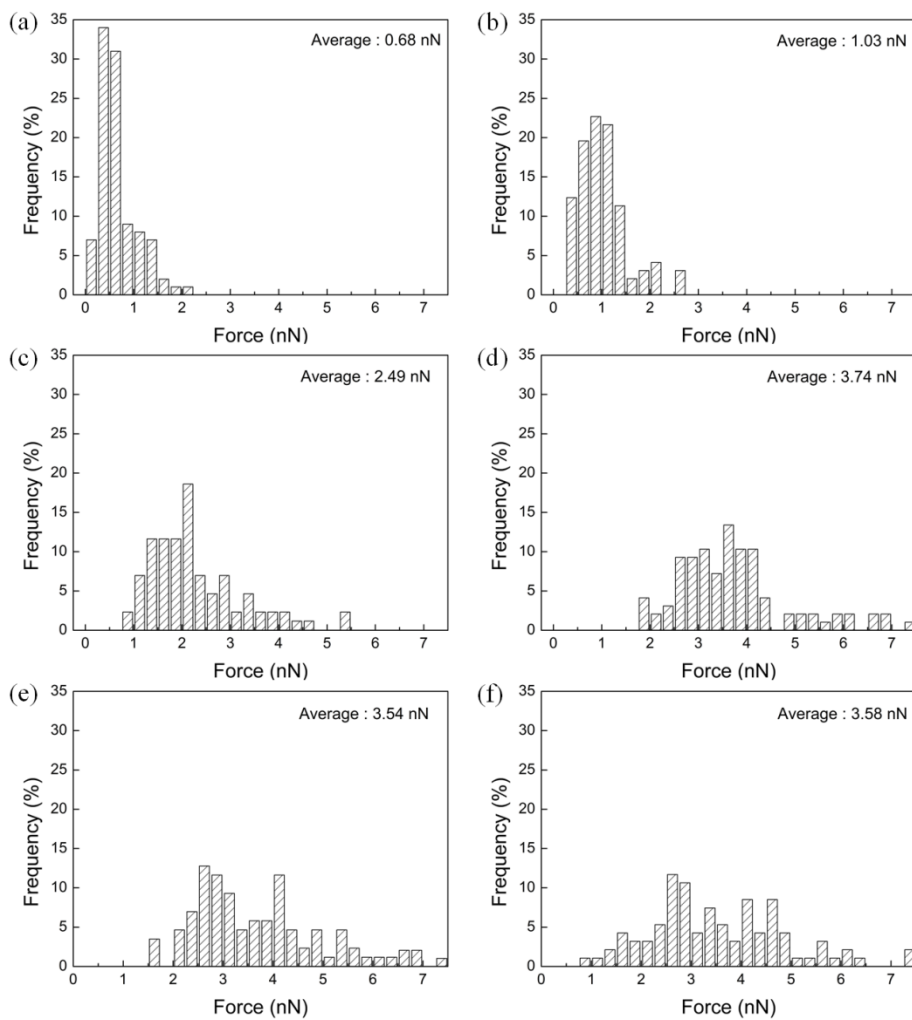 (a)
Average : 0.68 nN
Frequency (%)
35
30
25
20
15
10
5
0
0 1 2 3 4 5 6 7
Force (nN)
(b)
Average : 1.03 nN
Frequency (%)
35
30
25
20
15
10
5
0
0 1 2 3 4 5 6 7
Force (nN)
(c)
Average : 2.49 nN
Frequency (%)
35
30
25
20
15
10
5
0
0 1 2 3 4 5 6 7
Force (nN)
(d)
Average : 3.74 nN
Frequency (%)
35
30
25
20
15
10
5
0
0 1 2 3 4 5 6 7
Force (nN)
(e)
Average : 3.54 nN
Frequency (%)
35
30
25
20
15
10
5
0
0 1 2 3 4 5 6 7
Force (nN)
(f)
Average : 3.58 nN
Frequency (%)
35
30
25
20
15
10
5
0
0 1 2 3 4 5 6 7
Force (nN)